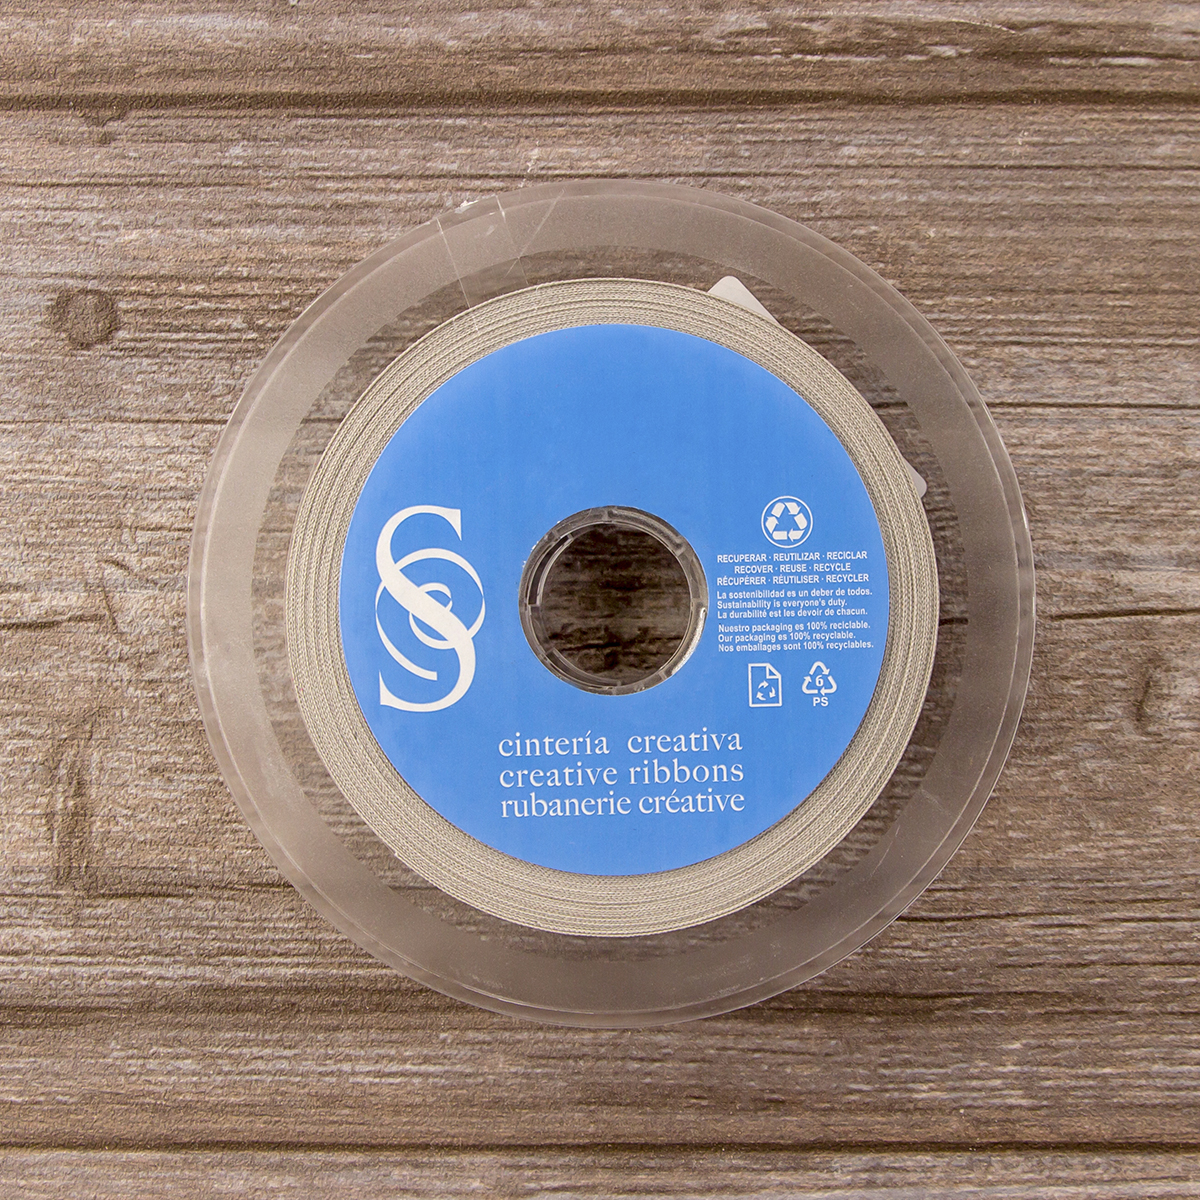 S
RECUPERAR · REUTILIZAR · RECICLAR
RECOVER · REUSE · RECYCLE
RÉCUPÉRER · RÉUTILISER · RECYCLER
La sostenibilidad es un deber de todos.
Sustainability is everyone's duty.
La durabilité est les devoir de chacun.
Nuestro packaging es 100% reciclable.
Our packaging es 100% recyclable.
Nos emballages sont 100% recyclables.
6
PS
cintería creativa
creative ribbons
rubanerie créative